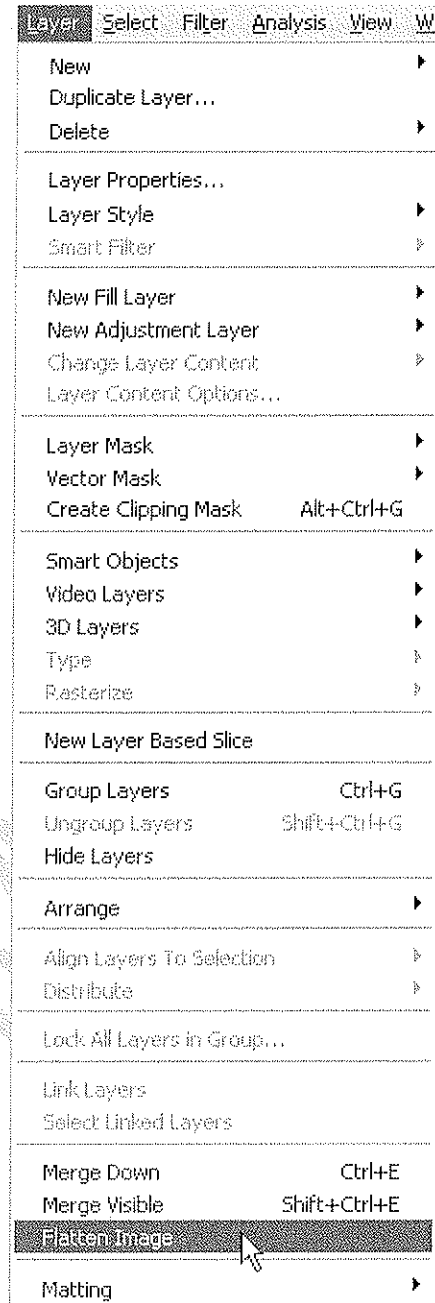 Layer Select Filter Analysis View W
New
Duplicate Layer...
Delete
Layer Properties...
Layer Style
Smart Filter
New Fill Layer
New Adjustment Layer
Change Layer Content
Layer Content Options...
Layer Mask
Vector Mask
Create Clipping Mask Alt+Ctrl+G
Smart Objects
Video Layers
3D Layers
Type
Rasterize
New Layer Based Slice
Group Layers Ctrl+G
Ungroup Layers Shift+Ctrl+G
Hide Layers
Arrange
Align Layers To Selection
Distribute
Lock All Layers in Group...
Link Layers
Select Linked Layers
Merge Down Ctrl+E
Merge Visible Shift+Ctrl+E
Flatten Image
Matting